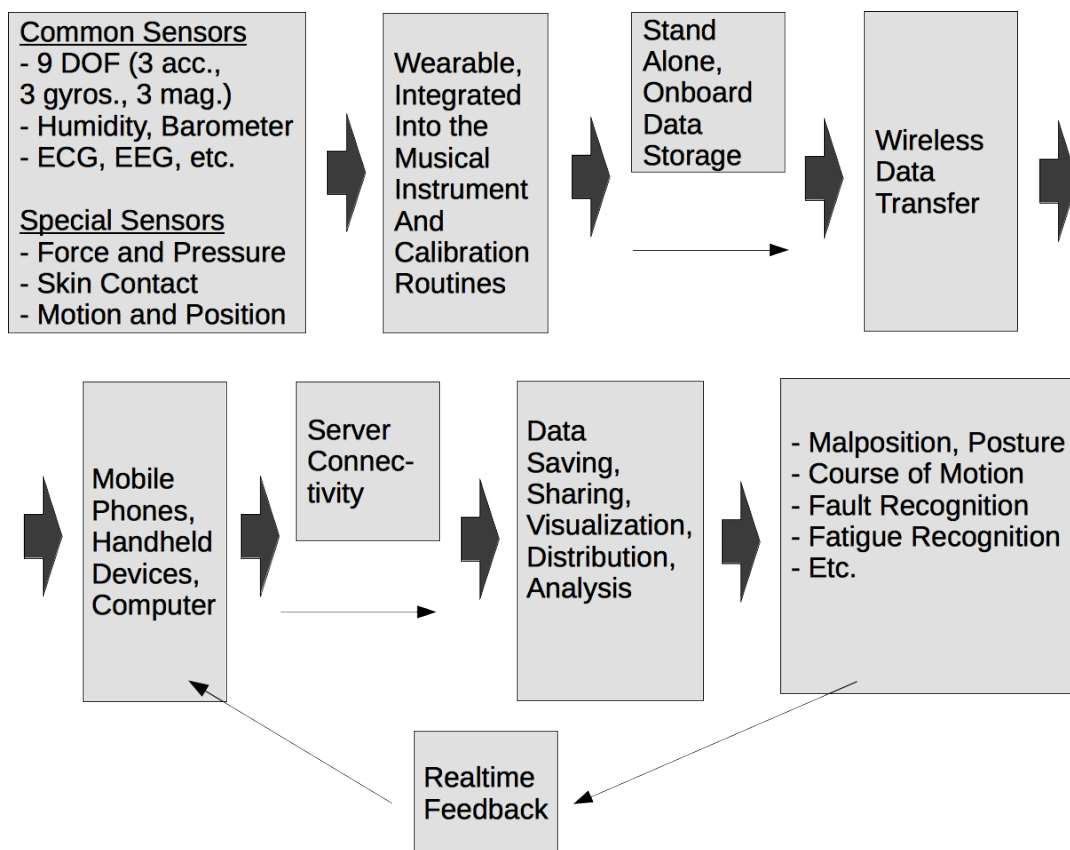 Common Sensors
- 9 DOF (3 acc.,
3 gyros., 3 mag.)
- Humidity, Barometer
- ECG, EEG, etc.
Special Sensors
- Force and Pressure
- Skin Contact
- Motion and Position
Wearable,
Integrated
Into the
Musical
Instrument
And
Calibration
Routines
Stand
Alone,
Onboard
Data
Storage
Wireless
Data
Transfer
Mobile
Phones,
Handheld
Devices,
Computer
Server
Connec-
tivity
Data
Saving,
Sharing,
Visualization,
Distribution,
Analysis
- Malposition, Posture
- Course of Motion
- Fault Recognition
- Fatigue Recognition
- Etc.
Realtime
Feedback